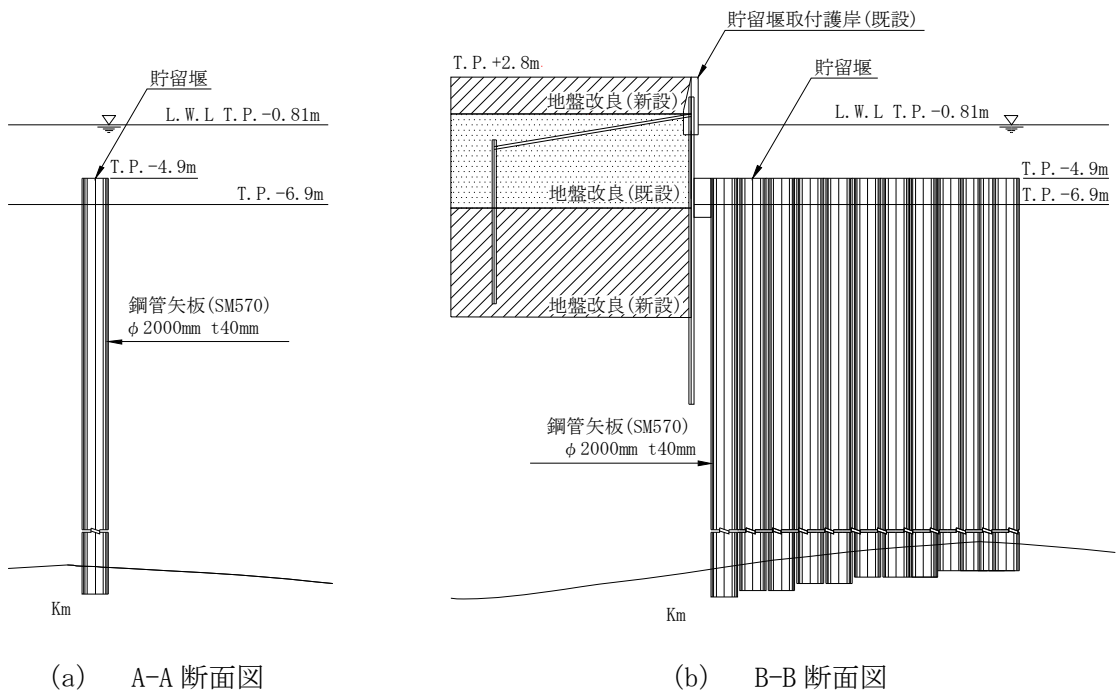 貯留堰
L.W.L T.P.-0.81m
T.P.-4.9m
T.P.-6.9m
鋼管矢板(SM570)
φ2000mm t40mm
Km
(a) A-A 断面図
貯留堰取付護岸(既設)
T.P.+2.8m
貯留堰
地盤改良(新設)
L.W.L T.P.-0.81m
T.P.-4.9m
地盤改良(既設)
T.P.-6.9m
地盤改良(新設)
鋼管矢板(SM570)
φ2000mm t40mm
Km
(b) B-B 断面図